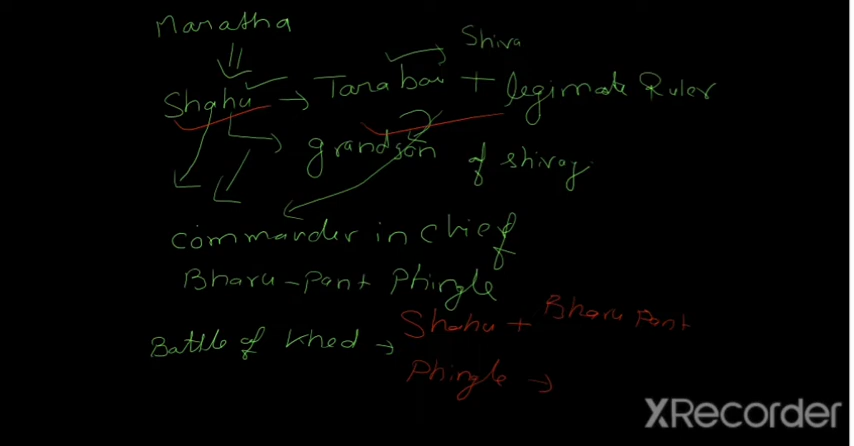 Maratha
Shiva
Shahu → Tarabai + legimate Ruler
grandson of shivaj
commander in chief
Bharu-Pant Phingle
Battle of Khed → Shahu + Bharu Pant
Phingle →
XRecorder